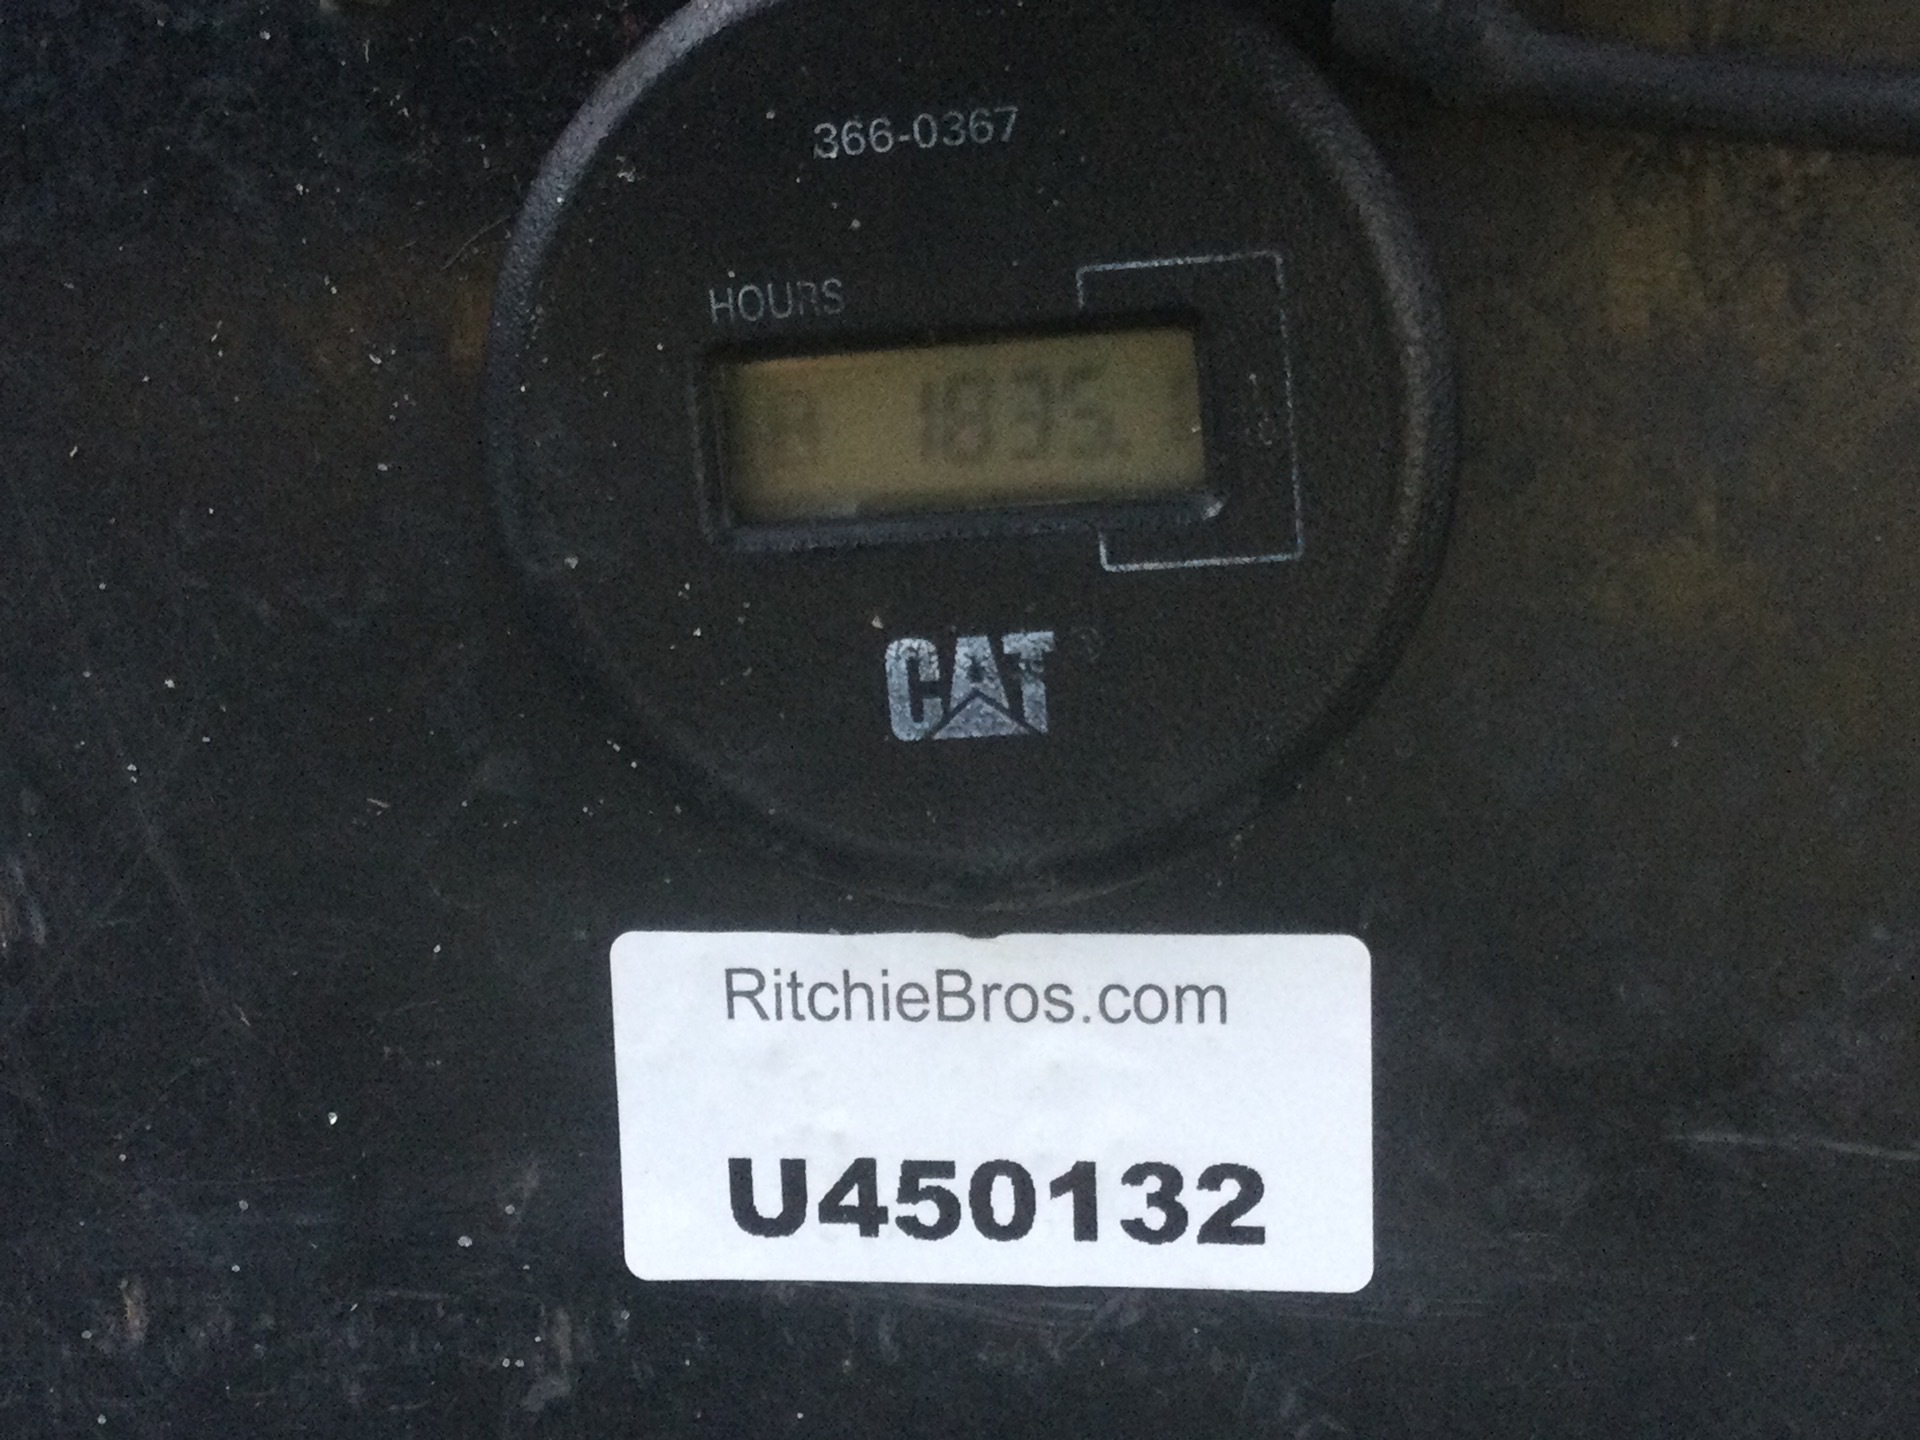 366-0367
HOURS
1835.
CAT
RitchieBros.com
U450132